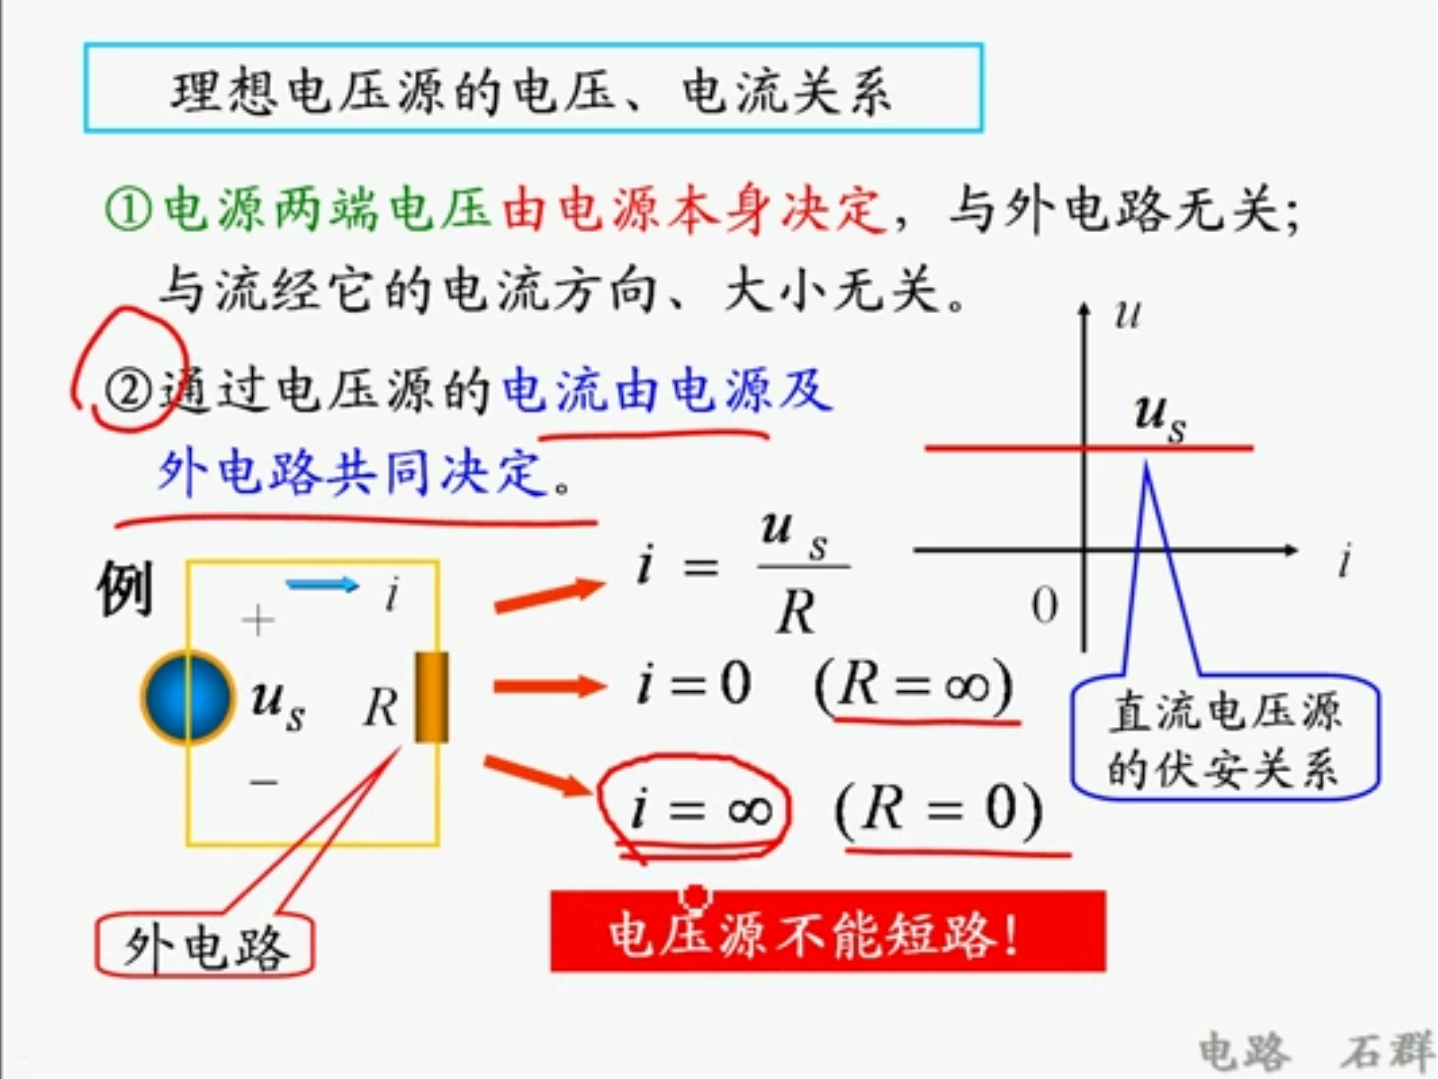 理想电压源的电压、电流关系
①电源两端电压由电源本身决定，与外电路无关；
与流经它的电流方向、大小无关。
②通过电压源的电流由电源及
外电路共同决定。
u
u_s
i
0
直流电压源
的伏安关系
例
i
+
u_s
R
−
外电路
i = u_s / R
i = 0 (R = ∞)
i = ∞ (R = 0)
电压源不能短路！
电路 石群